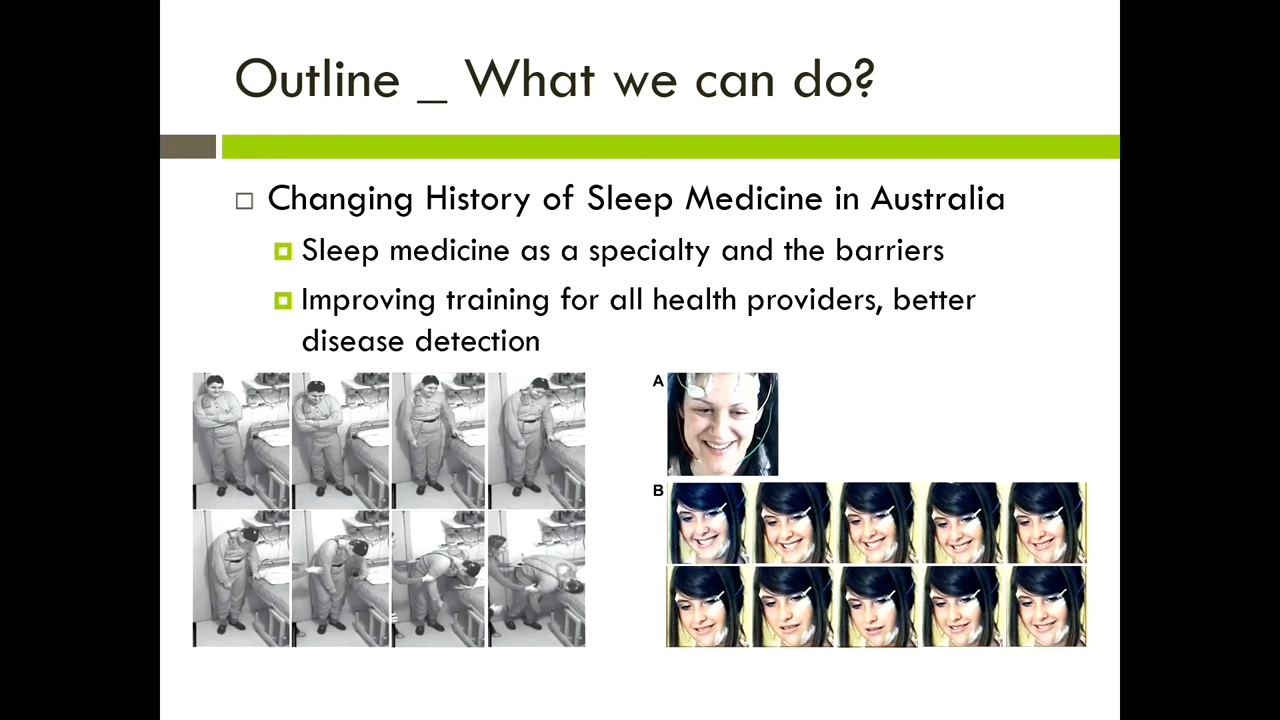 Outline _ What we can do?
Changing History of Sleep Medicine in Australia
Sleep medicine as a specialty and the barriers
Improving training for all health providers, better
disease detection
A
B